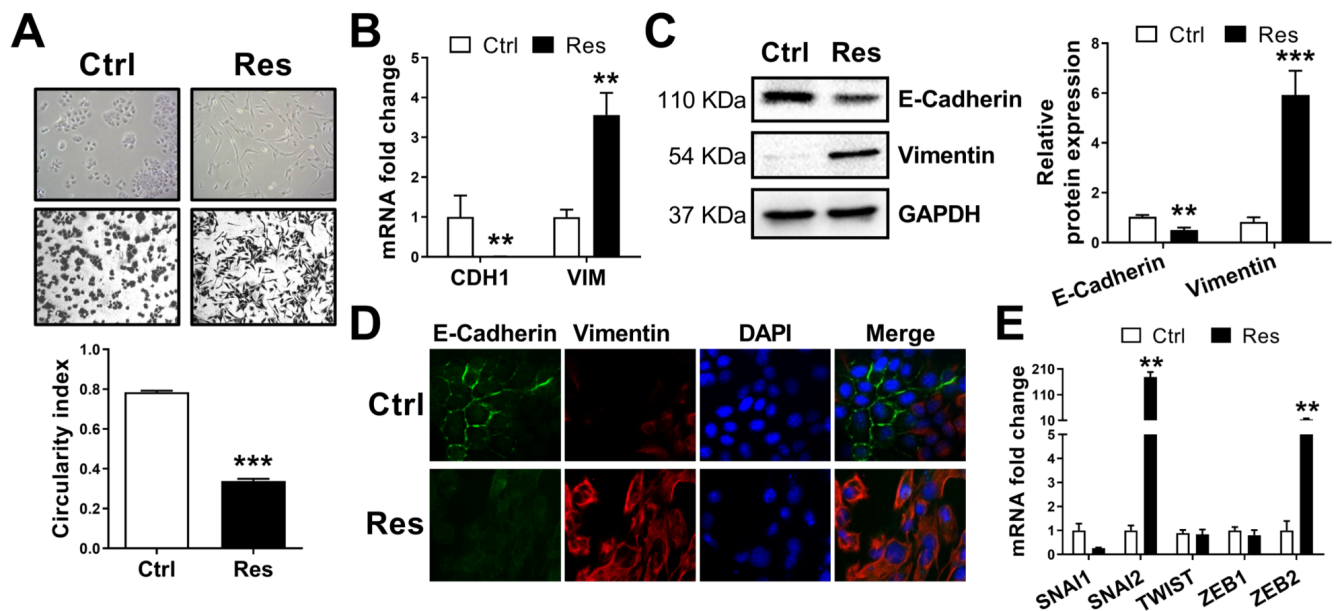 A
Ctrl Res
1.0
0.8
0.6
0.4
0.2
0.0
Circularity index
***
Ctrl Res
B
Ctrl Res
mRNA fold change
5
4
3
2
1
0
**
**
CDH1 VIM
C
Ctrl Res
110 KDa E-Cadherin
54 KDa Vimentin
37 KDa GAPDH
Ctrl Res
Relative
protein expression
8
6
4
2
0
**
***
E-Cadherin
Vimentin
D
E-Cadherin Vimentin DAPI Merge
Ctrl
Res
E
Ctrl Res
mRNA fold change
210
110
10
5
4
3
2
1
0
**
**
SNAI1
SNAI2
TWIST
ZEB1
ZEB2